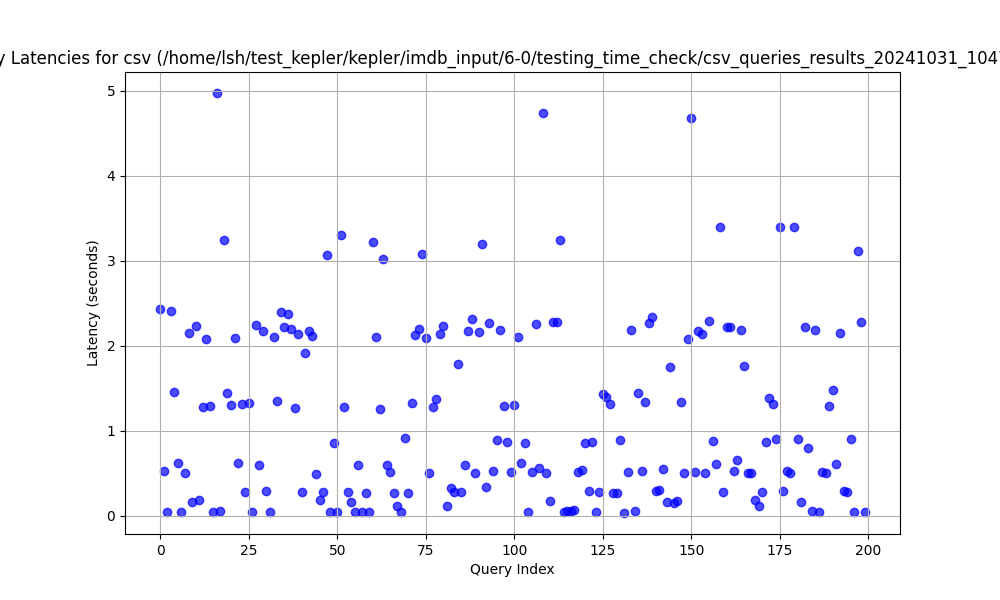 y Latencies for csv (/home/lsh/test_kepler/kepler/imdb_input/6-0/testing_time_check/csv_queries_results_20241031_104
5
4
3
2
1
0
Latency (seconds)
0 25 50 75 100 125 150 175 200
Query Index